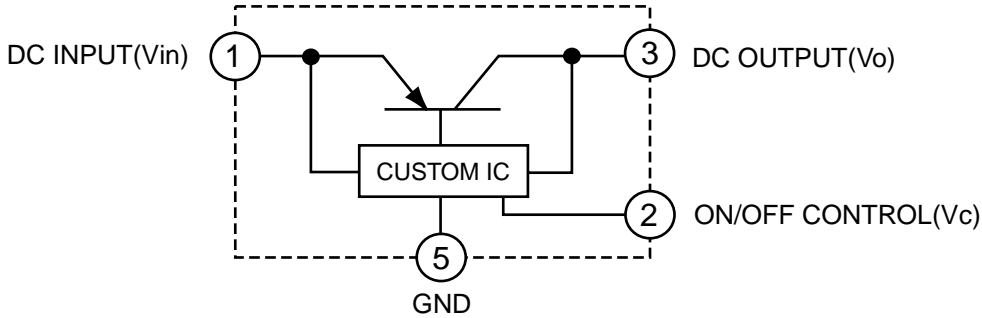 DC INPUT(Vin)
1
3
DC OUTPUT(Vo)
CUSTOM IC
2
ON/OFF CONTROL(Vc)
5
GND